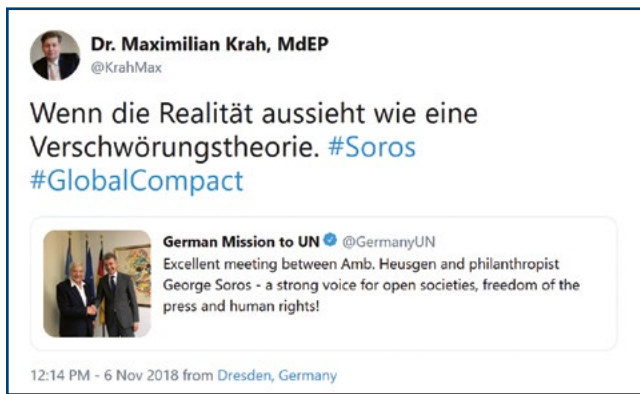 Dr. Maximilian Krah, MdEP
@KrahMax
Wenn die Realität aussieht wie eine
Verschwörungstheorie. #Soros
#GlobalCompact
German Mission to UN @GermanyUN
Excellent meeting between Amb. Heusgen and philanthropist
George Soros - a strong voice for open societies, freedom of the
press and human rights!
12:14 PM - 6 Nov 2018 from Dresden, Germany